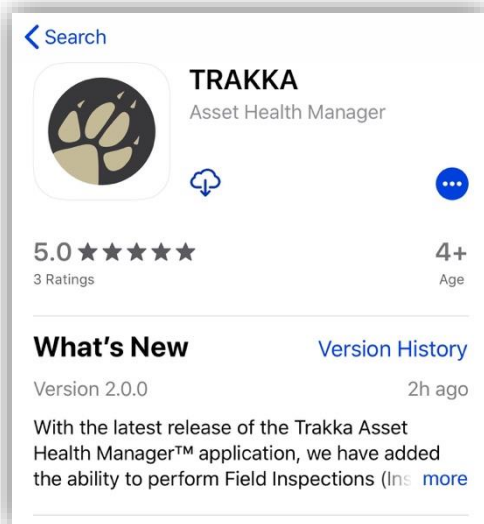 Search
TRAKKA
Asset Health Manager
5.0 ★★★★★
4+
3 Ratings
Age
What's New
Version History
Version 2.0.0
2h ago
With the latest release of the Trakka Asset
Health Manager™ application, we have added
the ability to perform Field Inspections (Ins more